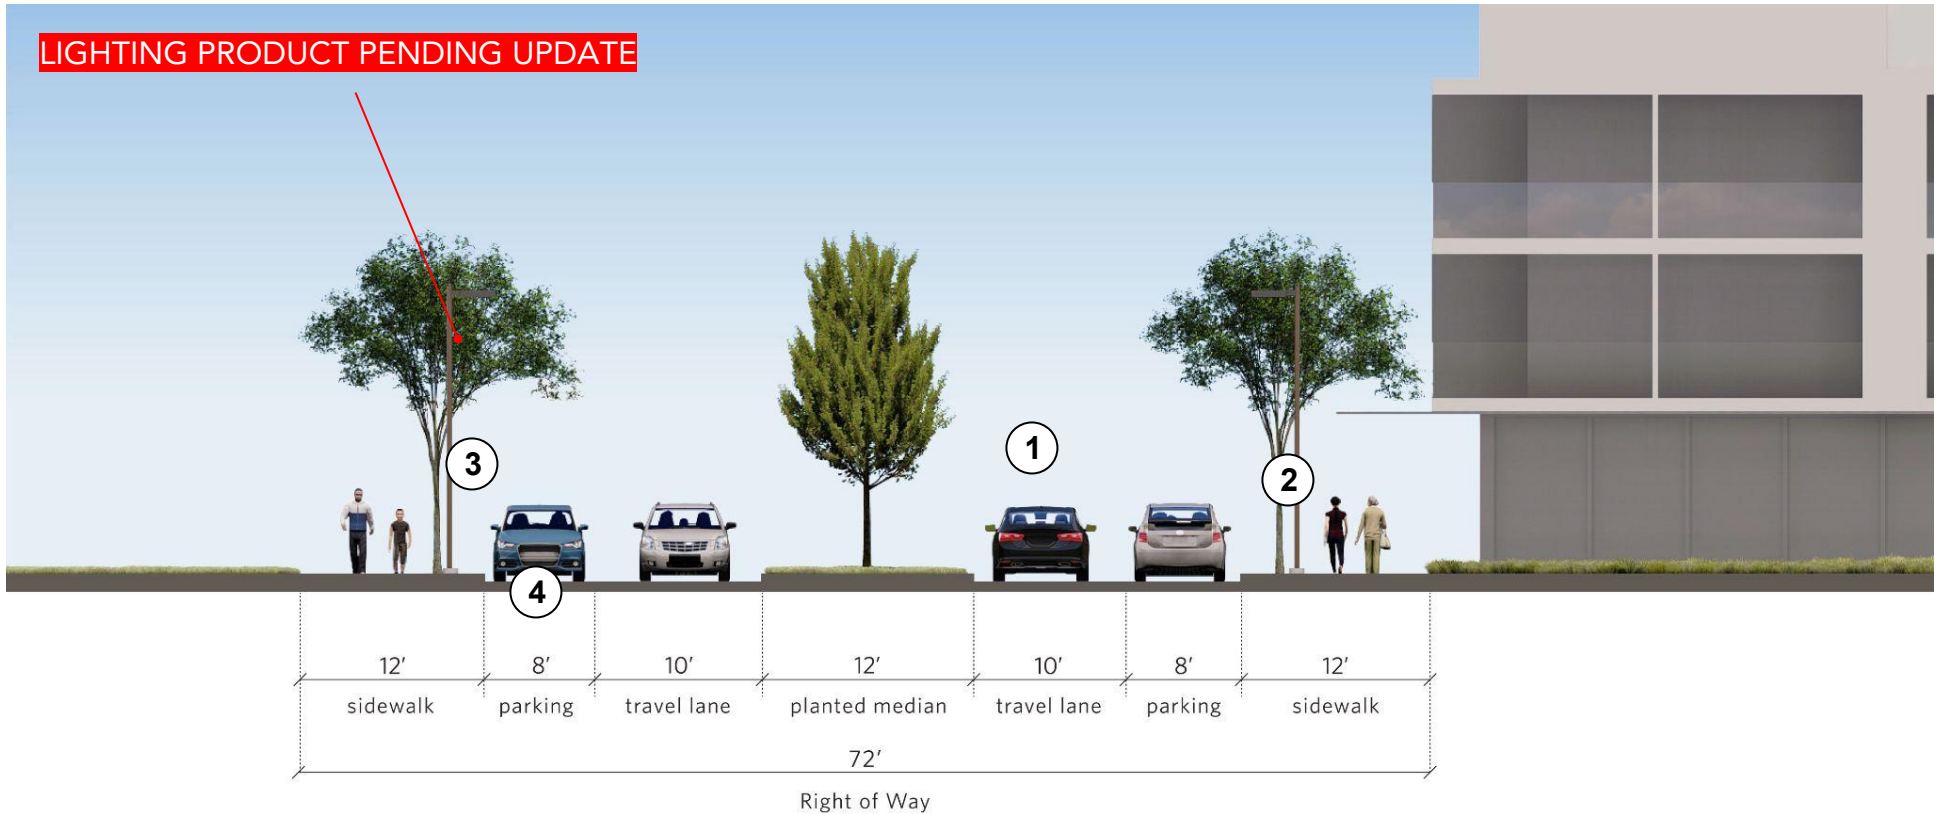 LIGHTING PRODUCT PENDING UPDATE
1
3
2
4
12' 8' 10' 12' 10' 8' 12'
sidewalk parking travel lane planted median travel lane parking sidewalk
72'
Right of Way